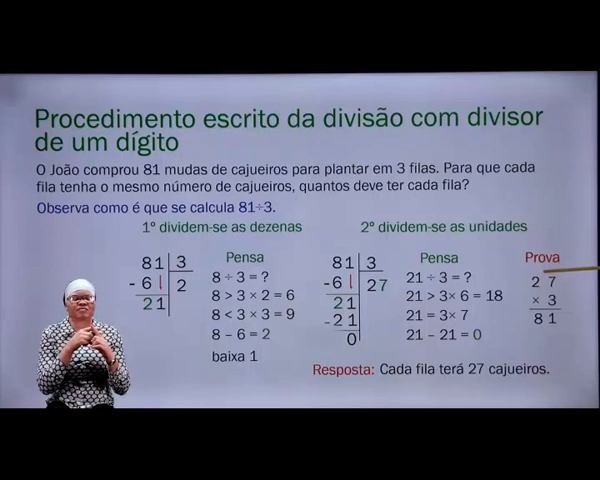 Procedimento escrito da divisão com divisor
de um dígito
O João comprou 81 mudas de cajueiros para plantar em 3 filas. Para que cada
fila tenha o mesmo número de cajueiros, quantos deve ter cada fila?
Observa como é que se calcula 81÷3.
1º dividem-se as dezenas
81 3
- 6 2
21
Pensa
8 ÷ 3 = ?
8 > 3 × 2 = 6
8 < 3 × 3 = 9
8 – 6 = 2
baixa 1
2º dividem-se as unidades
81 3
-6 27
21
-21
0
Pensa
21 ÷ 3 = ?
21 > 3× 6 = 18
21 = 3× 7
21 – 21 = 0
Prova
2 7
× 3
8 1
Resposta: Cada fila terá 27 cajueiros.